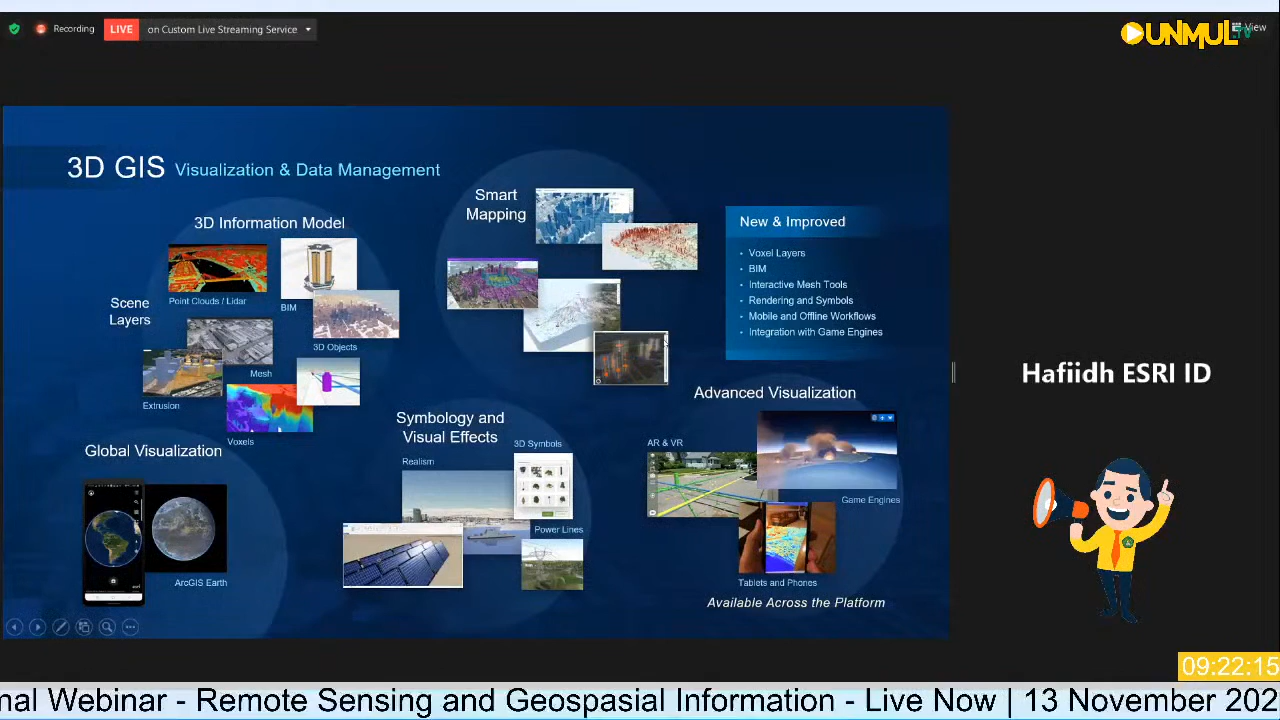 Recording
LIVE
on Custom Live Streaming Service
UNMUL TV
View
3D GIS Visualization & Data Management
3D Information Model
Scene
Layers
Point Clouds / Lidar
BIM
3D Objects
Mesh
Extrusion
Voxels
Smart
Mapping
New & Improved
• Voxel Layers
• BIM
• Interactive Mesh Tools
• Rendering and Symbols
• Mobile and Offline Workflows
• Integration with Game Engines
Global Visualization
ArcGIS Earth
Symbology and
Visual Effects
Realism
3D Symbols
Power Lines
Advanced Visualization
AR & VR
Game Engines
Tablets and Phones
Available Across the Platform
Hafiidh ESRI ID
09:22:15
nal Webinar - Remote Sensing and Geospasial Information - Live Now | 13 November 202